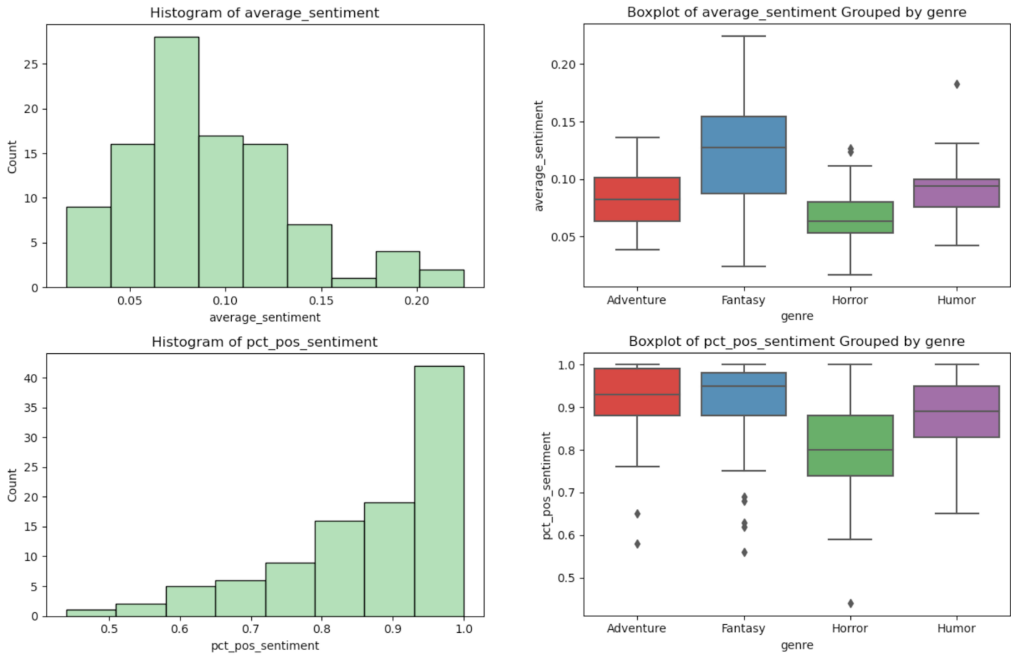 Histogram of average_sentiment
25
20
15
10
5
0
Count
0.05 0.10 0.15 0.20
average_sentiment
Boxplot of average_sentiment Grouped by genre
0.20
0.15
0.10
0.05
average_sentiment
Adventure Fantasy Horror Humor
genre
Histogram of pct_pos_sentiment
40
35
30
25
20
15
10
5
0
Count
0.5 0.6 0.7 0.8 0.9 1.0
pct_pos_sentiment
Boxplot of pct_pos_sentiment Grouped by genre
1.0
0.9
0.8
0.7
0.6
0.5
pct_pos_sentiment
Adventure Fantasy Horror Humor
genre